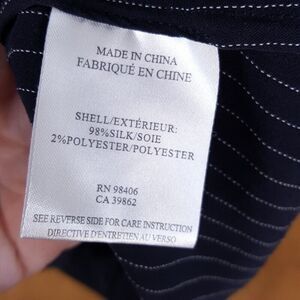 MADE IN CHINA
FABRIQUÉ EN CHINE
SHELL/EXTÉRIEUR:
98%SILK/SOIE
2%POLYESTER/POLYESTER
RN 98406
CA 39862
SEE REVERSE SIDE FOR CARE INSTRUCTION
DIRECTIVE D'ENTRETIEN AU VERSO